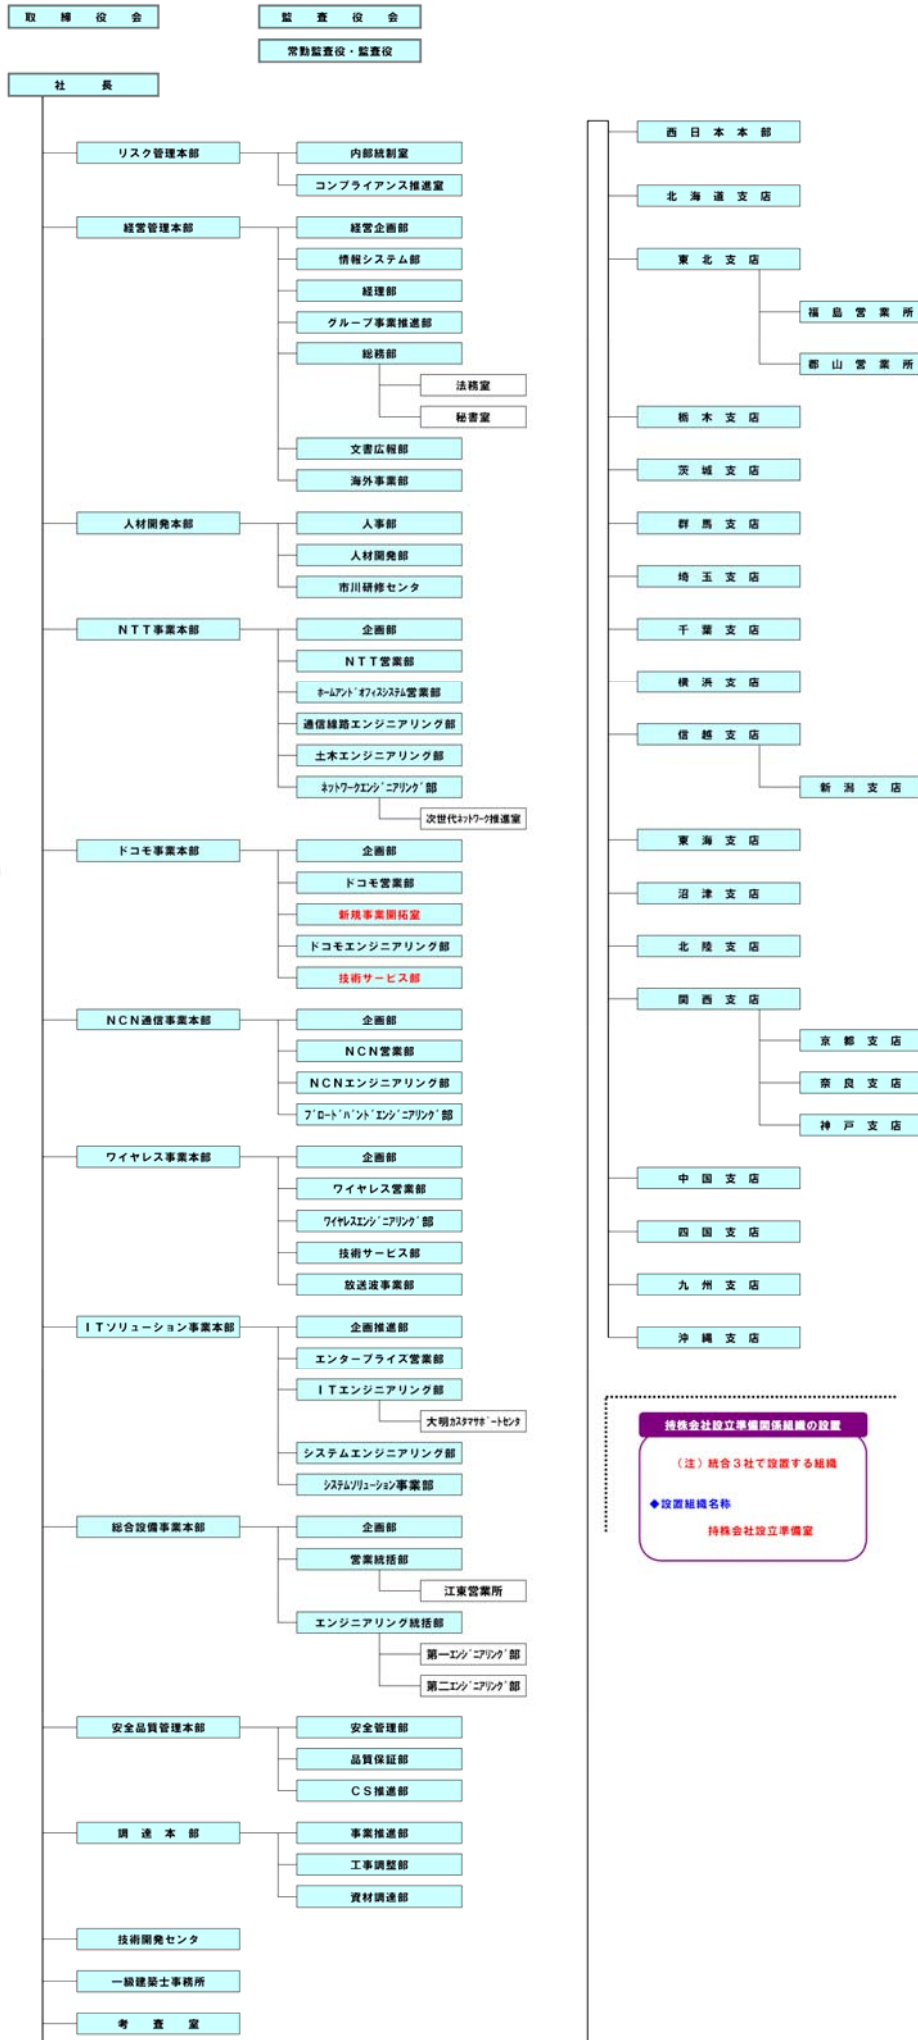 取締役会
監査役会
常勤監査役・監査役
社長
リスク管理本部
内部統制室
コンプライアンス推進室
経営管理本部
経営企画部
情報システム部
経理部
グループ事業推進部
総務部
法務室
秘書室
文書広報部
海外事業部
人材開発本部
人事部
人材開発部
市川研修センタ
NTT事業本部
企画部
NTT営業部
ホームアンドオフィスシステム営業部
通信線路エンジニアリング部
土木エンジニアリング部
ネットワークエンジニアリング部
次世代ネットワーク推進室
ドコモ事業本部
企画部
ドコモ営業部
新規事業開拓室
ドコモエンジニアリング部
技術サービス部
NCN通信事業本部
企画部
NCN営業部
NCNエンジニアリング部
ブロードバンドエンジニアリング部
ワイヤレス事業本部
企画部
ワイヤレス営業部
ワイヤレスエンジニアリング部
技術サービス部
放送波事業部
ITソリューション事業本部
企画推進部
エンタープライズ営業部
ITエンジニアリング部
大明カスタマサポートセンタ
システムエンジニアリング部
システムソリューション事業部
総合設備事業本部
企画部
営業統括部
江東営業所
エンジニアリング統括部
第一エンジニアリング部
第二エンジニアリング部
安全品質管理本部
安全管理部
品質保証部
CS推進部
調達本部
事業推進部
工事調整部
資材調達部
技術開発センタ
一級建築士事務所
考査室
西日本本部
北海道支店
東北支店
福島営業所
郡山営業所
栃木支店
茨城支店
群馬支店
埼玉支店
千葉支店
横浜支店
信越支店
新潟支店
東海支店
沼津支店
北陸支店
関西支店
京都支店
奈良支店
神戸支店
中国支店
四国支店
九州支店
沖縄支店
持株会社設立準備関係組織の設置
（注）統合3社で設置する組織
◆設置組織名称
持株会社設立準備室